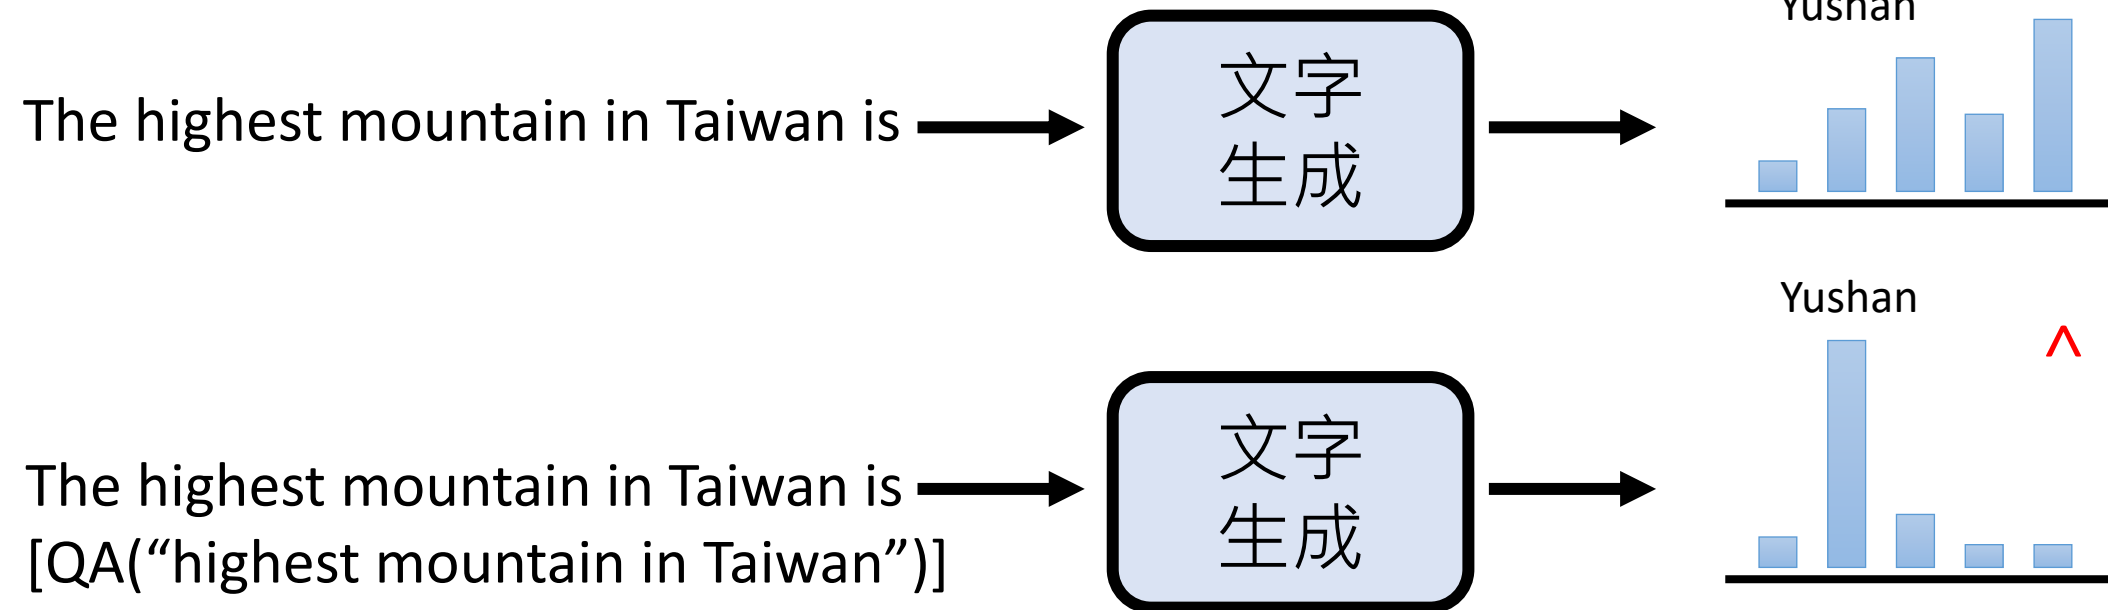 Yushan
The highest mountain in Taiwan is
文字
生成
Yushan
^
The highest mountain in Taiwan is
[QA(“highest mountain in Taiwan”)]
文字
生成